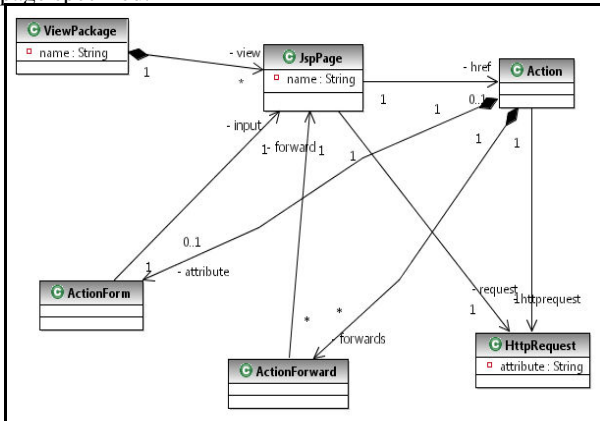 ViewPackage
name : String
1
- view
*
JspPage
name : String
1
- href
0..1
Action
- input
1
- forward
1
1
1
1
1
0..1
1
- attribute
ActionForm
*
*
- forwards
ActionForward
- request
1
1
httprequest
HttpRequest
attribute : String